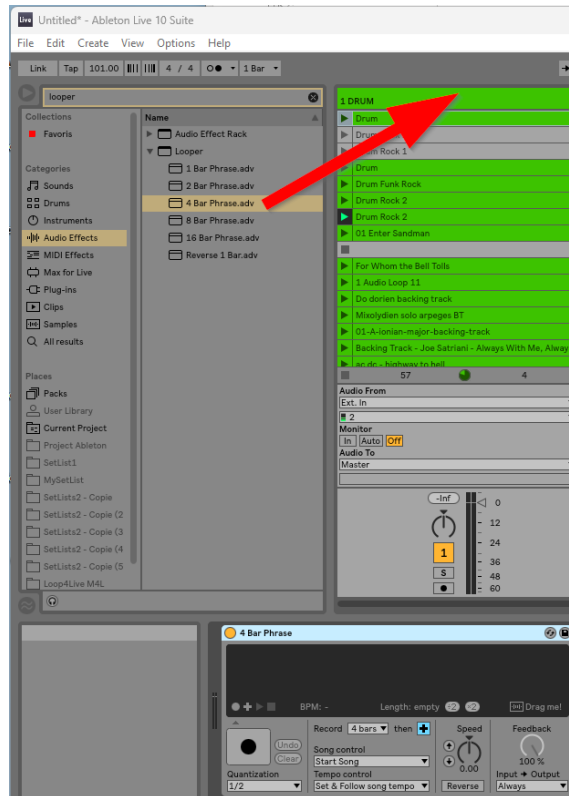 Live Untitled* - Ableton Live 10 Suite
File Edit Create View Options Help
Link Tap 101.00 4 / 4 1 Bar
looper
Collections
Favoris
Categories
Sounds
Drums
Instruments
Audio Effects
MIDI Effects
Max for Live
Plug-ins
Clips
Samples
All results
Places
Packs
User Library
Current Project
Project Ableton
SetList1
MySetList
SetLists2 - Copie
SetLists2 - Copie (2
SetLists2 - Copie (3
SetLists2 - Copie (4
SetLists2 - Copie (5
Loop4Live M4L
Name
Audio Effect Rack
Looper
1 Bar Phrase.adv
2 Bar Phrase.adv
4 Bar Phrase.adv
8 Bar Phrase.adv
16 Bar Phrase.adv
Reverse 1 Bar.adv
1 DRUM
Drum
Drum
Drum Rock 1
Drum
Drum Funk Rock
Drum Rock 2
Drum Rock 2
01 Enter Sandman
For Whom the Bell Tolls
1 Audio Loop 11
Do dorien backing track
Mixolydien solo arpeges BT
01-A-ionian-major-backing-track
Backing Track - Joe Satriani - Always With Me, Alway
ac dc - highway to hell
57 4
Audio From
Ext. In
2
Monitor
In Auto Off
Audio To
Master
-Inf 0
12
24
1 36
S 48
60
4 Bar Phrase
BPM: - Length: empty :2 *2 Drag me!
Record 4 bars then + Speed Feedback
Undo
Clear
Song control
Start Song 0.00 100 %
Quantization Tempo control Input → Output
1/2 Set & Follow song tempo Reverse Always